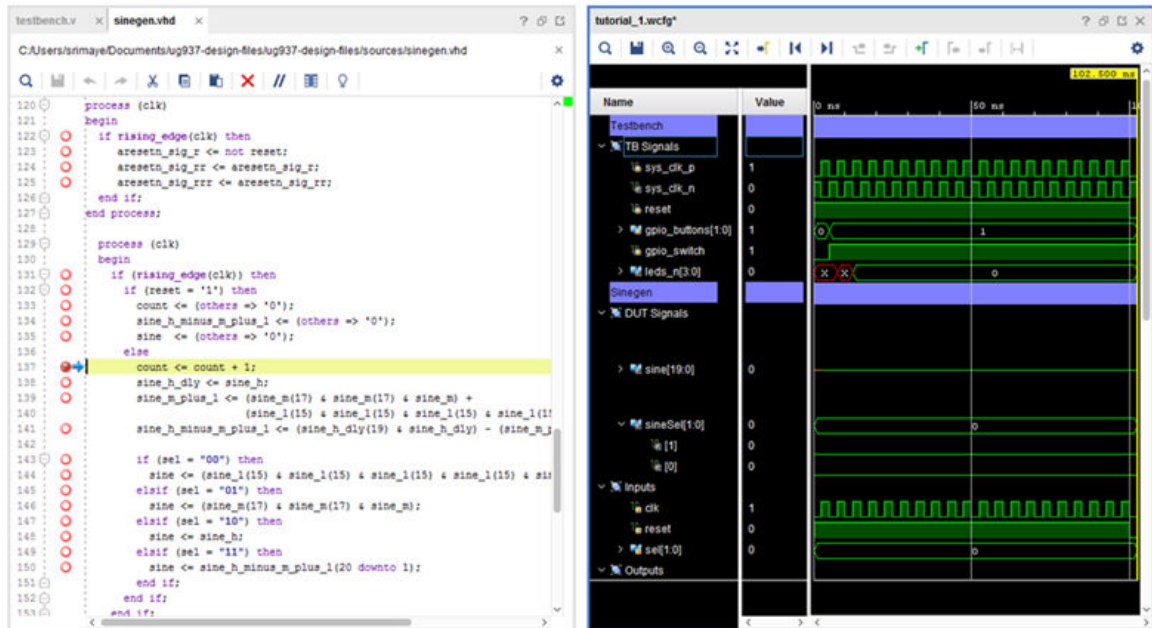 testbench.v × sinegen.vhd ×
C:/Users/srimaye/Documents/ug937-design-files/ug937-design-files/sources/sinegen.vhd
120 process (clk)
121 begin
122 if rising_edge(clk) then
123 aresetn_sig_r <= not reset;
124 aresetn_sig_rr <= aresetn_sig_r;
125 aresetn_sig_rrr <= aresetn_sig_rr;
126 end if;
127 end process;
128
129 process (clk)
130 begin
131 if (rising_edge(clk)) then
132 if (reset = '1') then
133 count <= (others => '0');
134 sine_h_minus_m_plus_l <= (others => '0');
135 sine <= (others => '0');
136 else
137 count <= count + 1;
138 sine_h_dly <= sine_h;
139 sine_m_plus_l <= (sine_m(17) & sine_m(17) & sine_m) +
140 (sine_l(15) & sine_l(15) & sine_l(15) & sine_l(15
141 sine_h_minus_m_plus_l <= (sine_h_dly(19) & sine_h_dly) - (sine_m_p
142
143 if (sel = "00") then
144 sine <= (sine_l(15) & sine_l(15) & sine_l(15) & sine_l(15) & si
145 elsif (sel = "01") then
146 sine <= (sine_m(17) & sine_m(17) & sine_m);
147 elsif (sel = "10") then
148 sine <= sine_h;
149 elsif (sel = "11") then
150 sine <= sine_h_minus_m_plus_l(20 downto 1);
151 end if;
152 end if;
153 end if;
tutorial_1.wcfg*
102.500 ns
Name Value 0 ns 50 ns 10
Testbench
TB Signals
sys_clk_p 1
sys_clk_n 0
reset 0
gpio_buttons[1:0] 1 0 1
gpio_switch 1
leds_n[3:0] 0 X X 0
Sinegen
DUT Signals
sine[19:0] 0
sineSel[1:0] 0 0
[1] 0
[0] 0
Inputs
clk 1
reset 0
sel[1:0] 0 0
Outputs